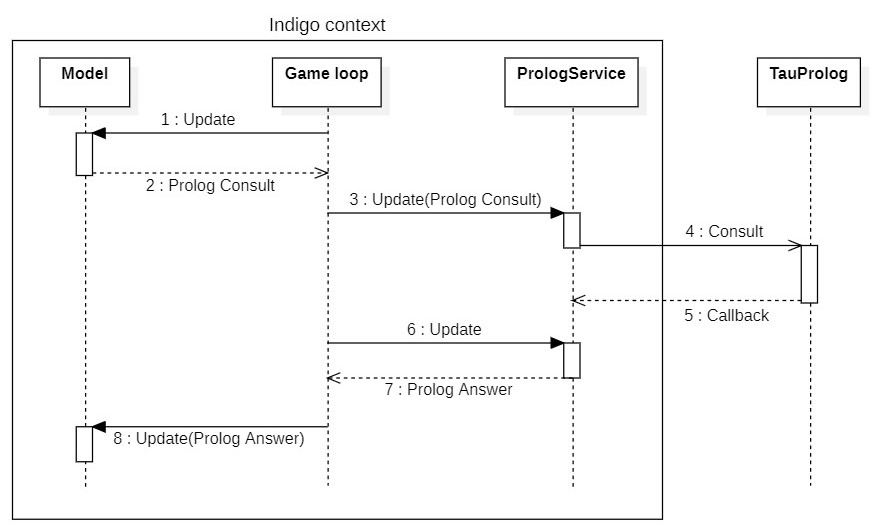 Indigo context
Model
Game loop
PrologService
TauProlog
1 : Update
2 : Prolog Consult
3 : Update(Prolog Consult)
4 : Consult
5 : Callback
6 : Update
7 : Prolog Answer
8 : Update(Prolog Answer)